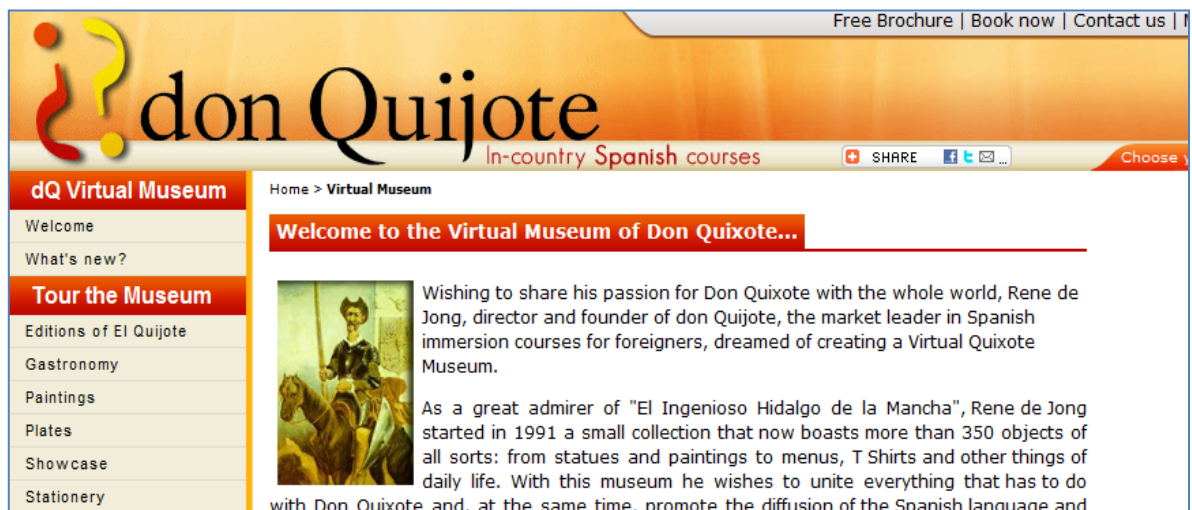 Free Brochure | Book now | Contact us |
don Quijote
In-country Spanish courses
SHARE
Choose
dQ Virtual Museum
Welcome
What's new?
Tour the Museum
Editions of El Quijote
Gastronomy
Paintings
Plates
Showcase
Stationery
Home > Virtual Museum
Welcome to the Virtual Museum of Don Quixote...
Wishing to share his passion for Don Quixote with the whole world, Rene de
Jong, director and founder of don Quijote, the market leader in Spanish
immersion courses for foreigners, dreamed of creating a Virtual Quixote
Museum.
As a great admirer of "El Ingenioso Hidalgo de la Mancha", Rene de Jong
started in 1991 a small collection that now boasts more than 350 objects of
all sorts: from statues and paintings to menus, T Shirts and other things of
daily life. With this museum he wishes to unite everything that has to do
with Don Quixote and, at the same time, promote the diffusion of the Spanish language and